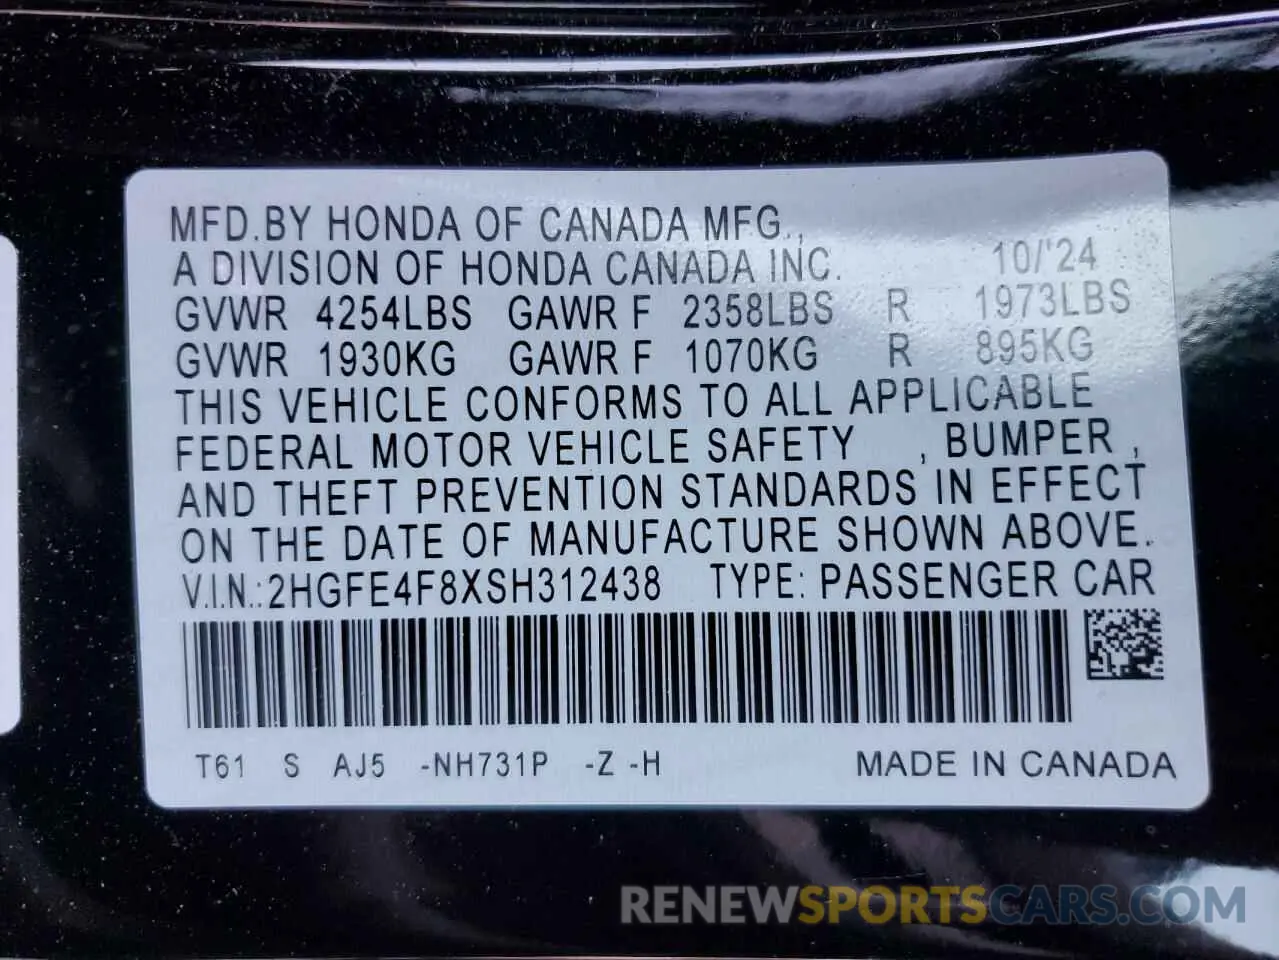 MFD.BY HONDA OF CANADA MFG.,
A DIVISION OF HONDA CANADA INC. 10/'24
GVWR 4254LBS GAWR F 2358LBS R 1973LBS
GVWR 1930KG GAWR F 1070KG R 895KG
THIS VEHICLE CONFORMS TO ALL APPLICABLE
FEDERAL MOTOR VEHICLE SAFETY , BUMPER ,
AND THEFT PREVENTION STANDARDS IN EFFECT
ON THE DATE OF MANUFACTURE SHOWN ABOVE.
V.I.N.:2HGFE4F8XSH312438 TYPE: PASSENGER CAR
T61 S AJ5 -NH731P -Z -H MADE IN CANADA
RENEWSPORTSCARS.COM